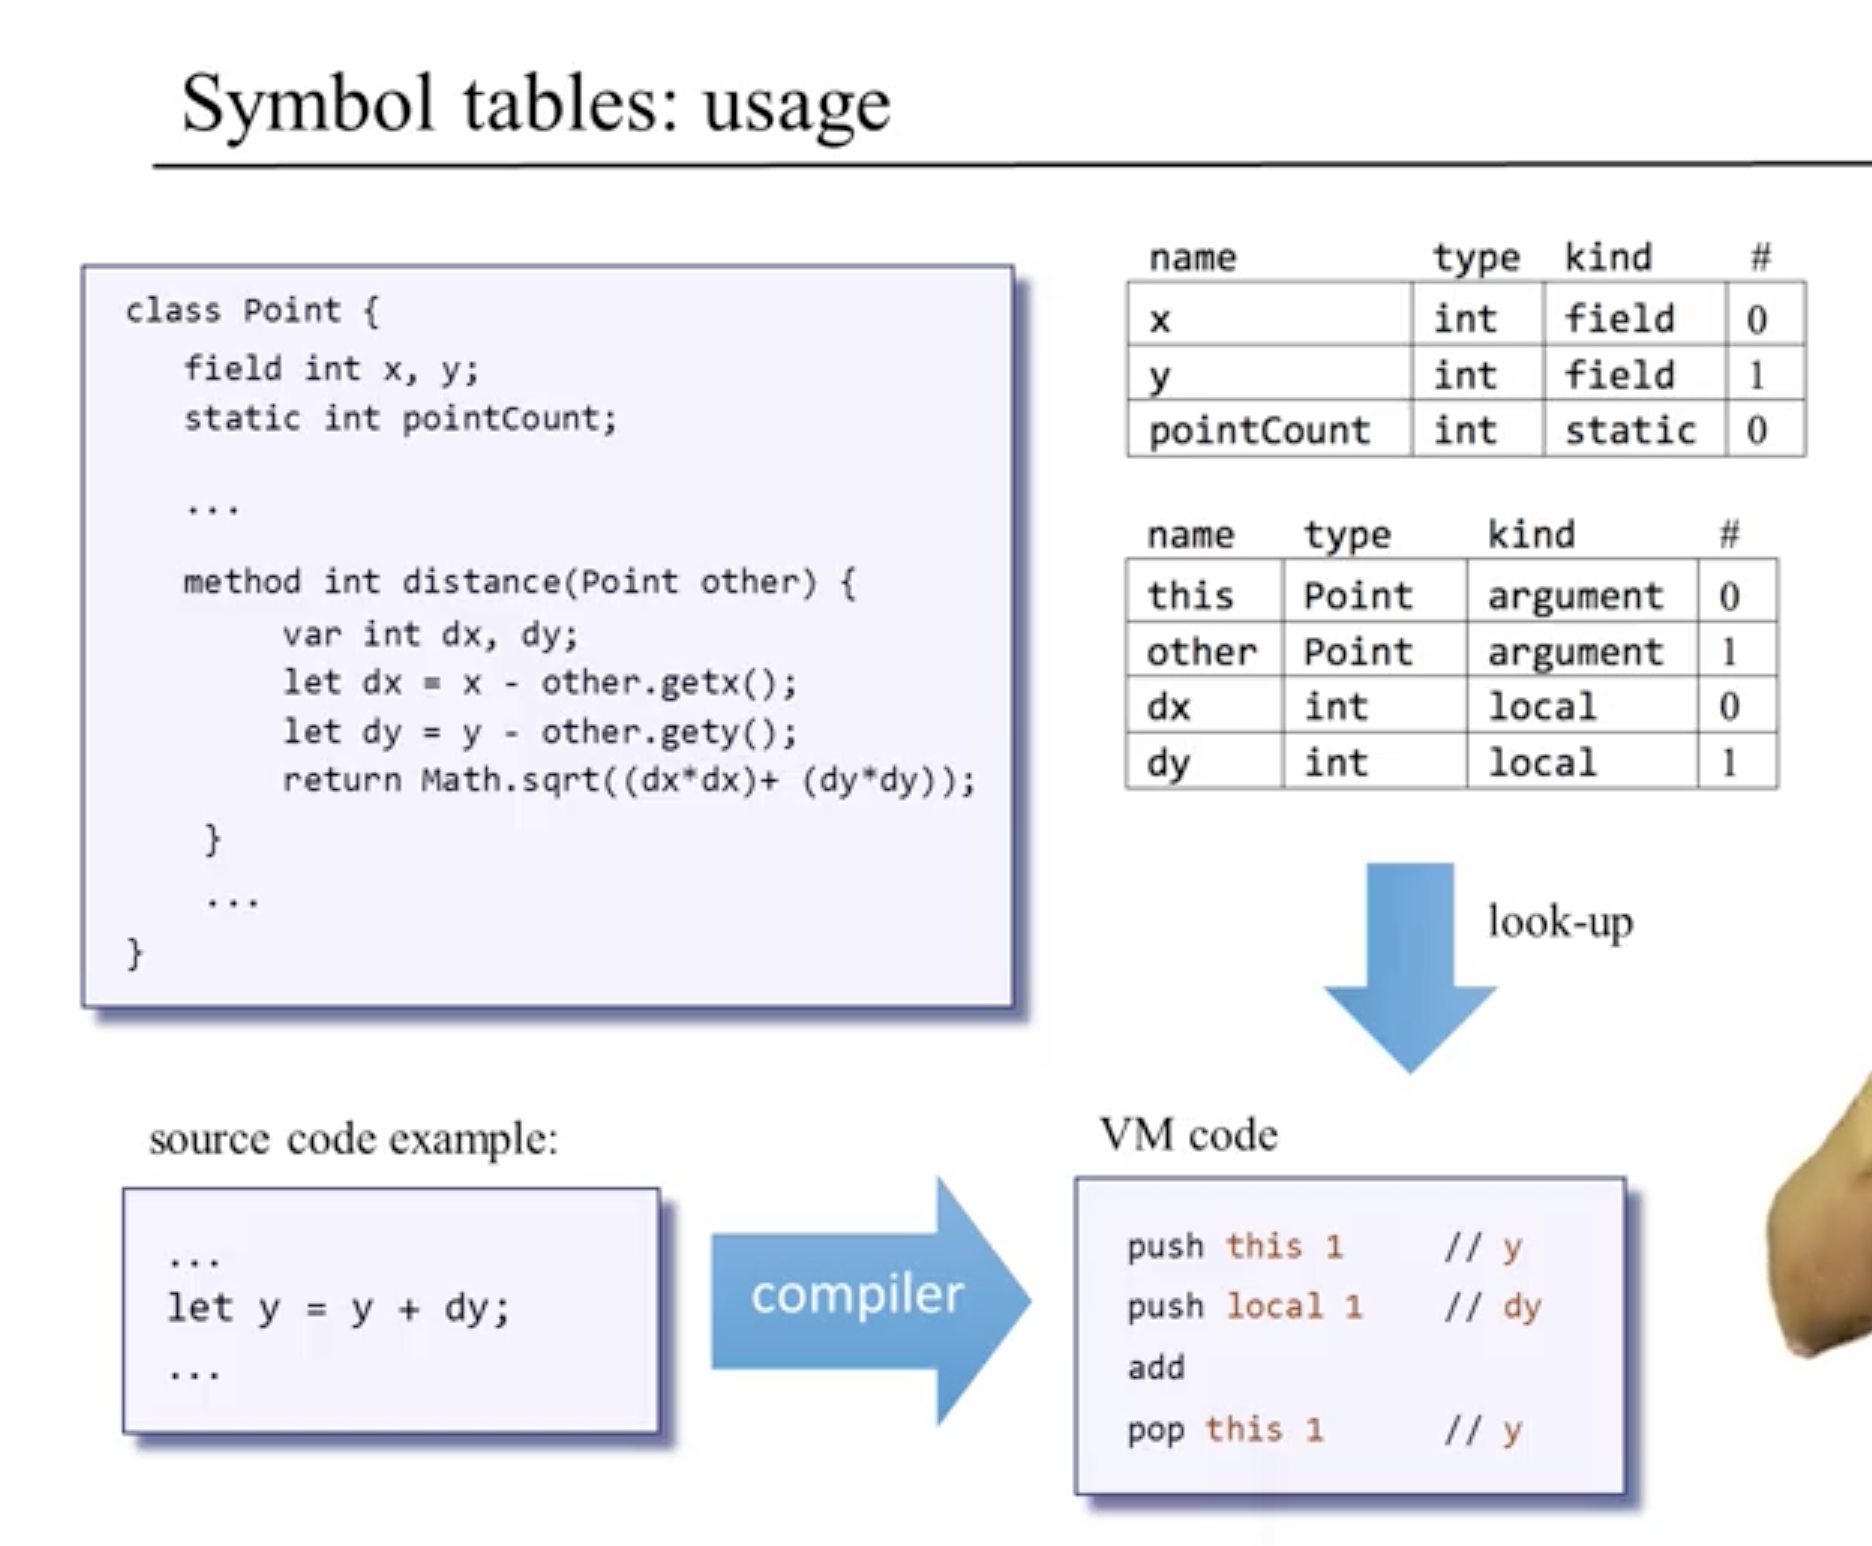 Symbol tables: usage
class Point {
field int x, y;
static int pointCount;
...
method int distance(Point other) {
var int dx, dy;
let dx = x - other.getx();
let dy = y - other.gety();
return Math.sqrt((dx*dx)+ (dy*dy));
}
...
}
name type kind #
x int field 0
y int field 1
pointCount int static 0
name type kind #
this Point argument 0
other Point argument 1
dx int local 0
dy int local 1
look-up
source code example:
...
let y = y + dy;
...
compiler
VM code
push this 1 // y
push local 1 // dy
add
pop this 1 // y